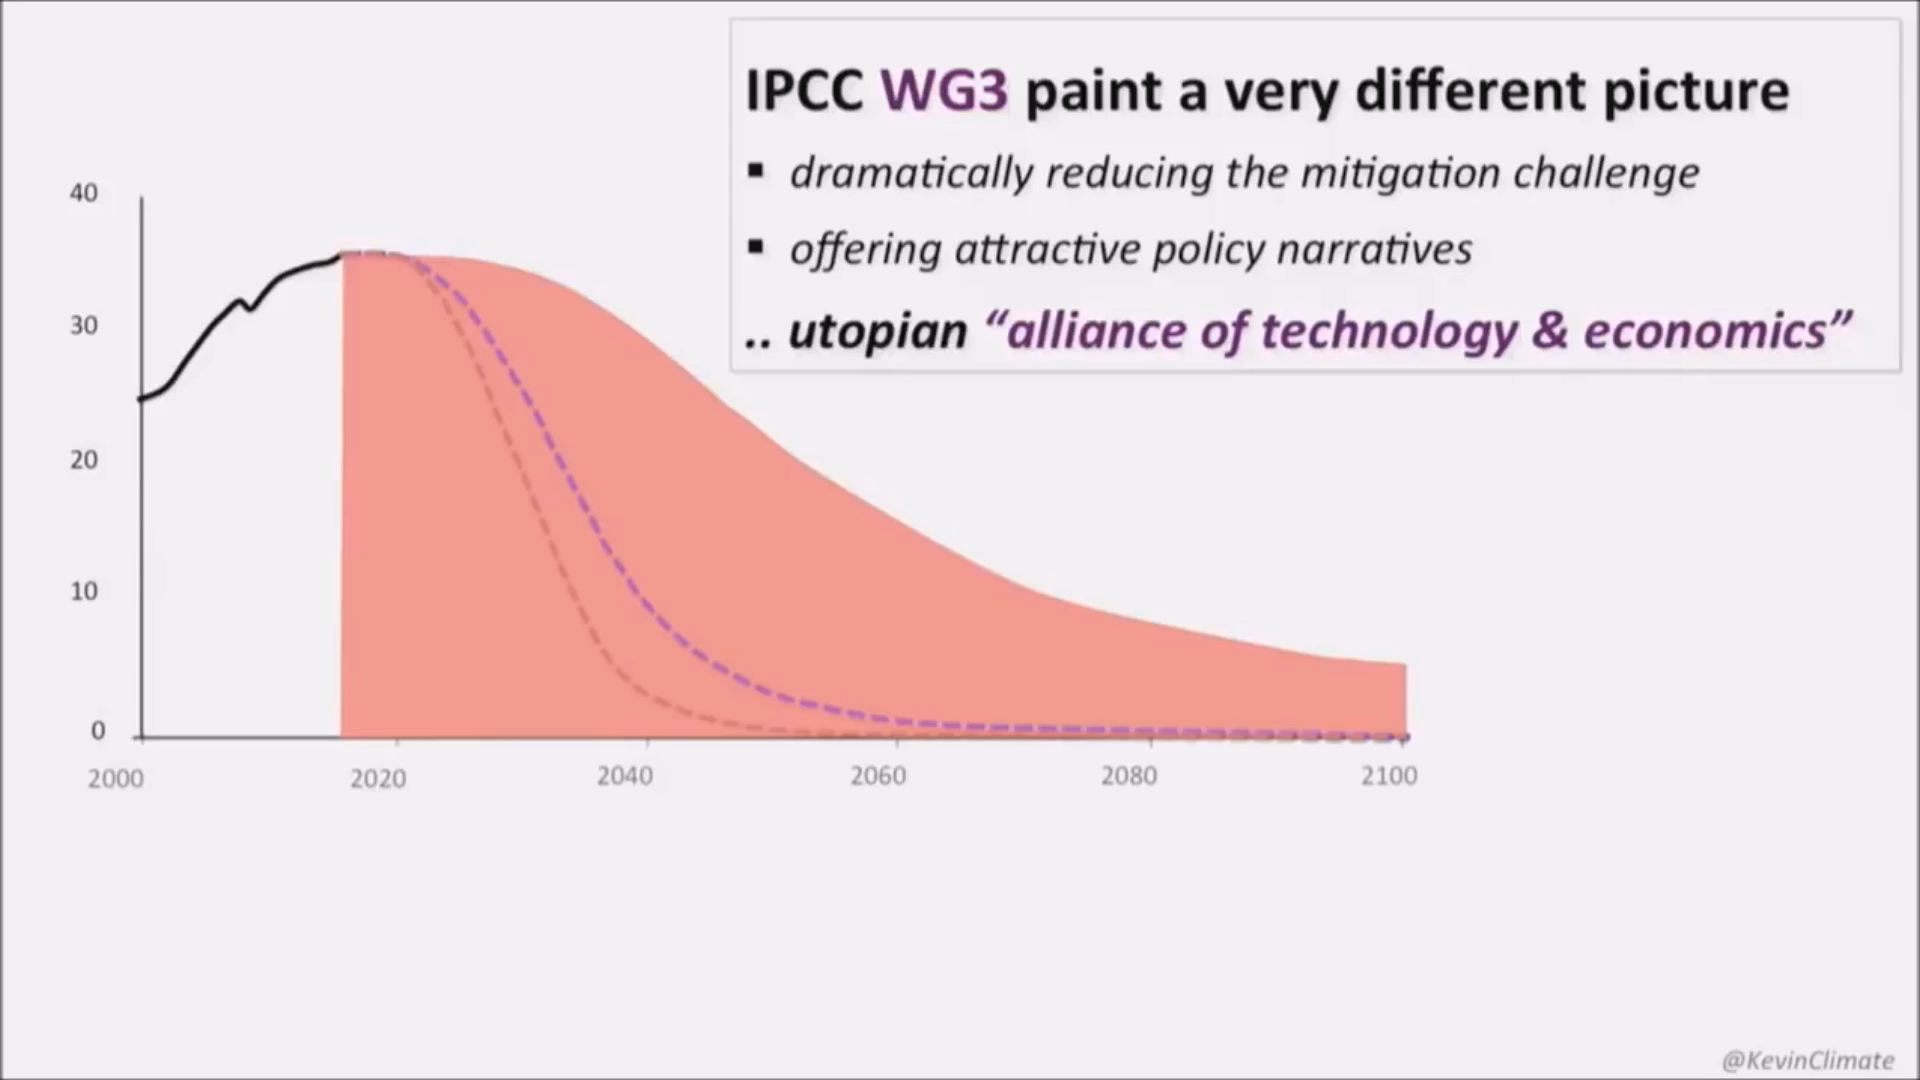 IPCC WG3 paint a very different picture
▪ dramatically reducing the mitigation challenge
▪ offering attractive policy narratives
.. utopian “alliance of technology & economics”
40
30
20
10
0
2000 2020 2040 2060 2080 2100
@KevinClimate